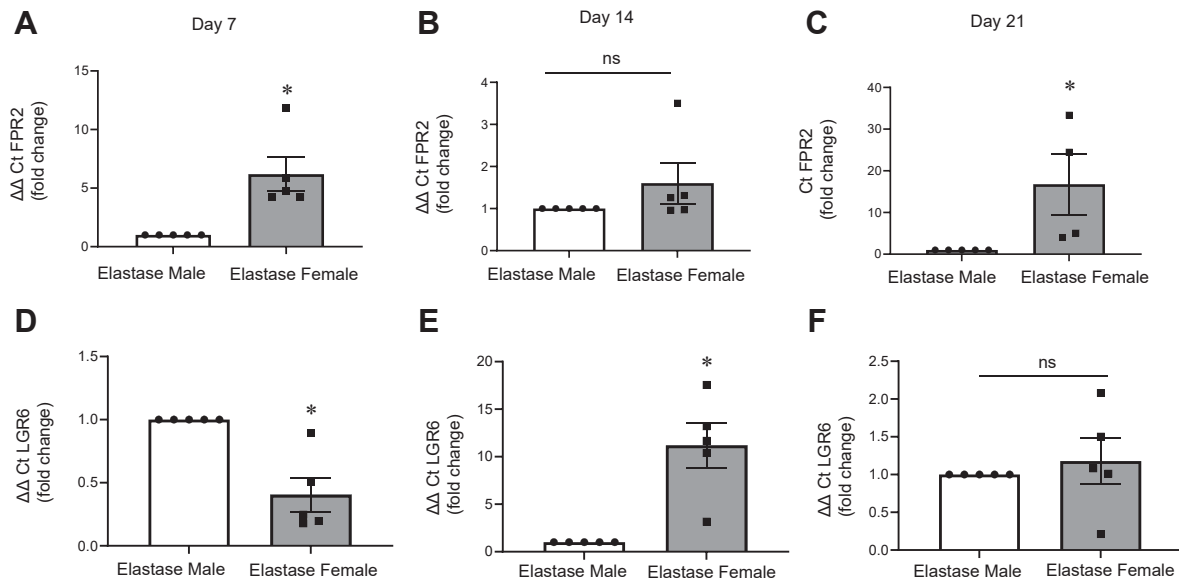 A
Day 7
ΔΔ Ct FPR2
(fold change)
15
10
5
0
*
Elastase Male
Elastase Female
B
Day 14
ΔΔ Ct FPR2
(fold change)
4
3
2
1
0
ns
Elastase Male
Elastase Female
C
Day 21
Ct FPR2
(fold change)
40
30
20
10
0
*
Elastase Male
Elastase Female
D
ΔΔ Ct LGR6
(fold change)
1.5
1.0
0.5
0.0
*
Elastase Male
Elastase Female
E
ΔΔ Ct LGR6
(fold change)
20
15
10
5
0
*
Elastase Male
Elastase Female
F
ΔΔ Ct LGR6
(fold change)
2.5
2.0
1.5
1.0
0.5
0.0
ns
Elastase Male
Elastase Female